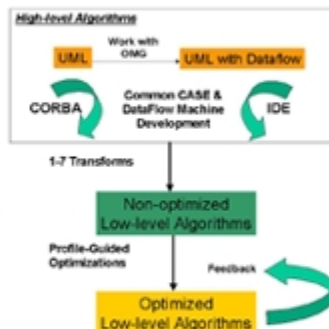 High-level Algorithms
Work with
OMG
UML
UML with Dataflow
CORBA
Common CASE &
DataFlow Machine
Development
IDE
1-7 Transforms
Non-optimized
Low-level Algorithms
Profile-Guided
Optimizations
Feedback
Optimized
Low-level Algorithms